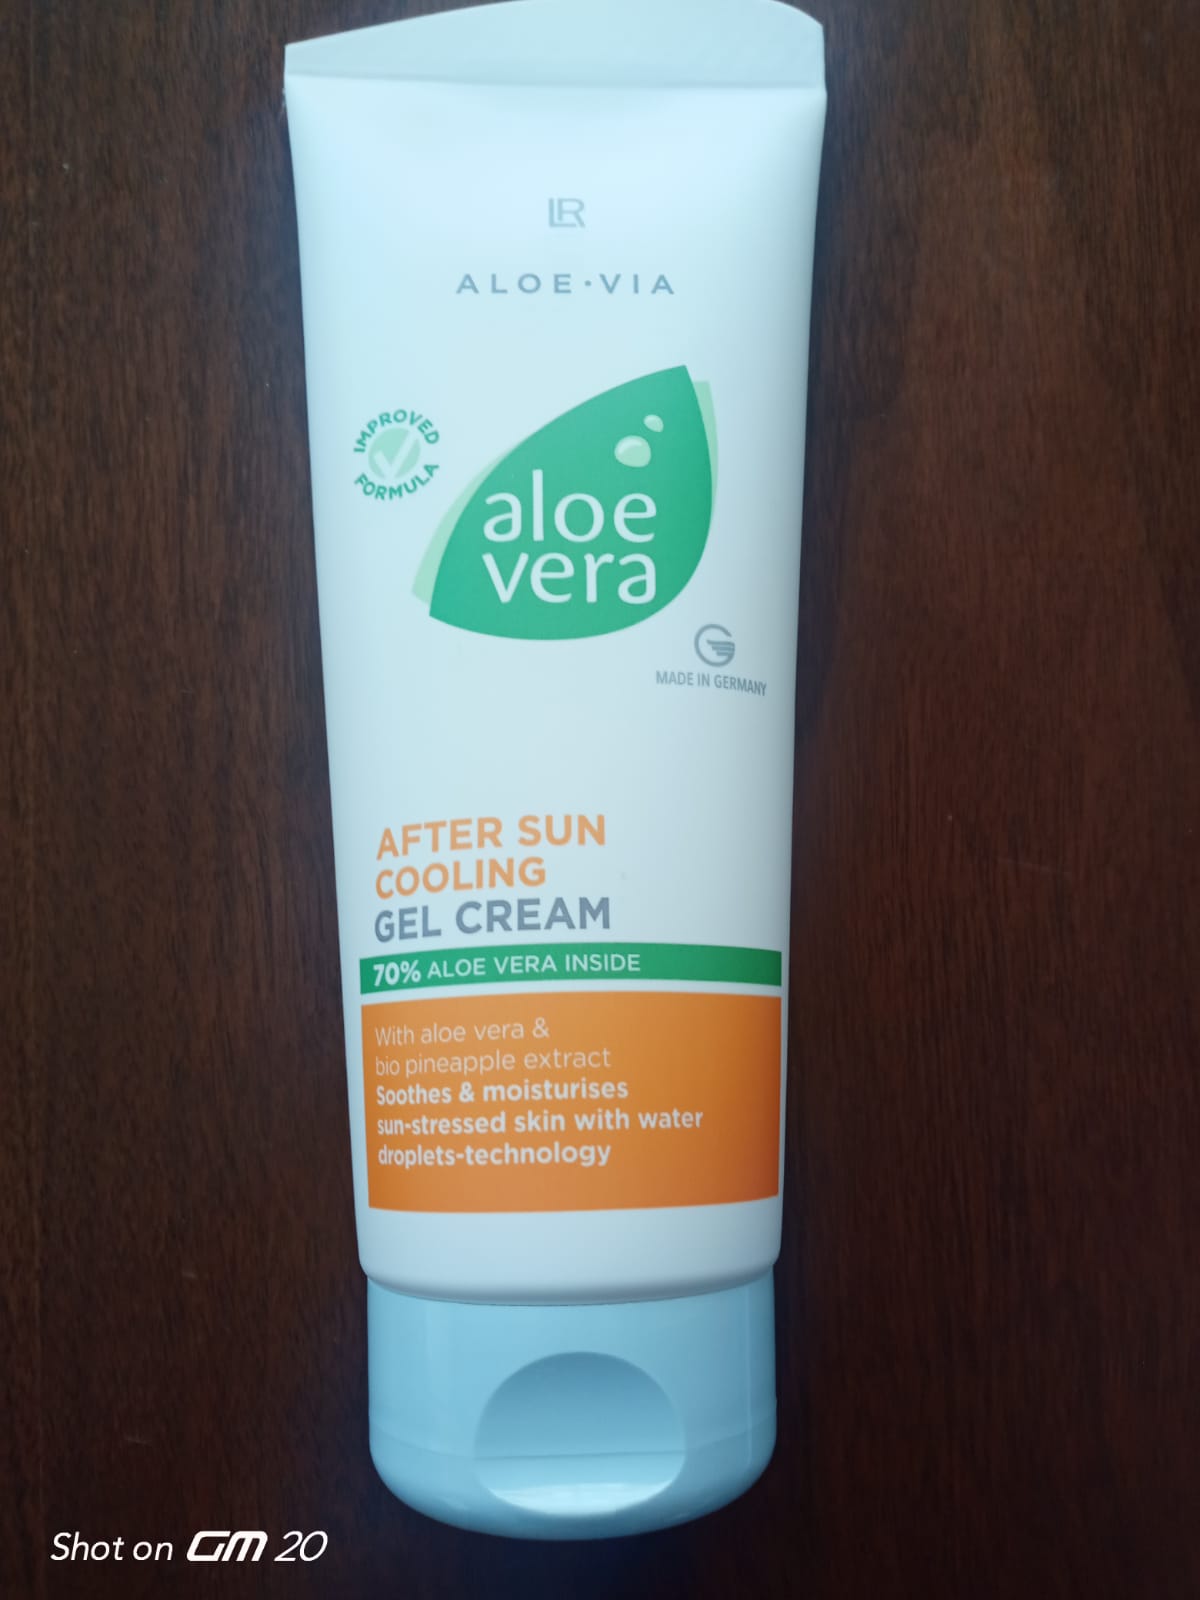 LR
ALOE·VIA
IMPROVED
FORMULA
aloe
vera
MADE IN GERMANY
AFTER SUN
COOLING
GEL CREAM
70% ALOE VERA INSIDE
With aloe vera &
bio pineapple extract
Soothes & moisturises
sun-stressed skin with water
droplets-technology
Shot on GM 20